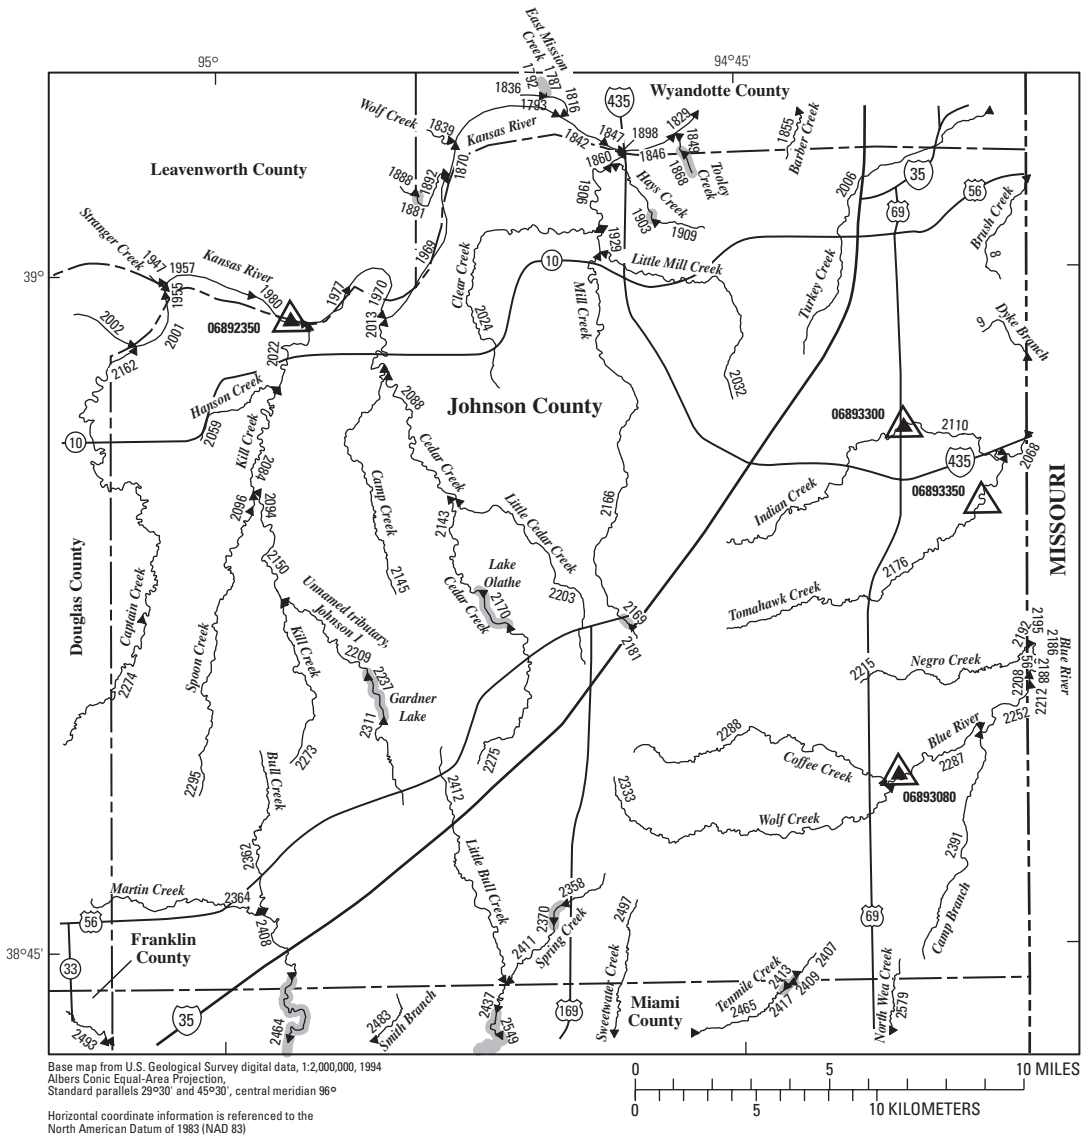 95°
94°45'
East Mission
Creek
1792
1787
1836
1793
1816
435
Wyandotte County
Wolf Creek
1839
Kansas River
1842
1847
1898
1829
1849
1855
Barber Creek
Leavenworth County
1870
1860
1846
1868
Tooley
Creek
35
1888
1892
1881
1961
Hays Creek
2006
56
69
Stranger Creek
1903
1909
Brush Creek
1947
1957
Kansas River
1969
Clear Creek
1929
39°
10
Little Mill Creek
8
1955
1980
1977
1970
Mill Creek
Turkey Creek
2002
2001
06892350
2013
2024
9
Dyke Branch
2162
2022
2032
Hanson Creek
2088
Johnson County
06893300
2110
10
2059
Kill Creek
Cedar Creek
435
2068
2084
Camp Creek
06893350
MISSOURI
2096
2094
2143
Little Cedar Creek
2166
Indian Creek
2150
Lake
Olathe
2176
Douglas County
Captain Creek
2145
2170
2203
Tomahawk Creek
Unnamed tributary,
Johnson 1
Cedar Creek
2169
2195
2192
2186
Spoon Creek
Kill Creek
2209
2181
2215
Negro Creek
56
2188
Blue River
2274
2237
Gardner
Lake
2208
2122
2311
2252
2288
Blue River
2295
2273
2275
Coffee Creek
2287
Bull Creek
2412
2333
06893080
Wolf Creek
2362
Little Bull Creek
2391
Martin Creek
2364
2358
Camp Branch
56
2408
2370
2497
69
Franklin
County
Spring Creek
2411
38°45'
33
Sweetwater Creek
2407
Tenmile Creek
2413
2409
North Wea Creek
35
2437
169
Miami
County
2465
2417
2579
2493
2464
2483
Smith Branch
2549
Base map from U.S. Geological Survey digital data, 1:2,000,000, 1994
Albers Conic Equal-Area Projection,
Standard parallels 29°30' and 45°30', central meridian 96°
Horizontal coordinate information is referenced to the
North American Datum of 1983 (NAD 83)
0 5 10 MILES
0 5 10 KILOMETERS